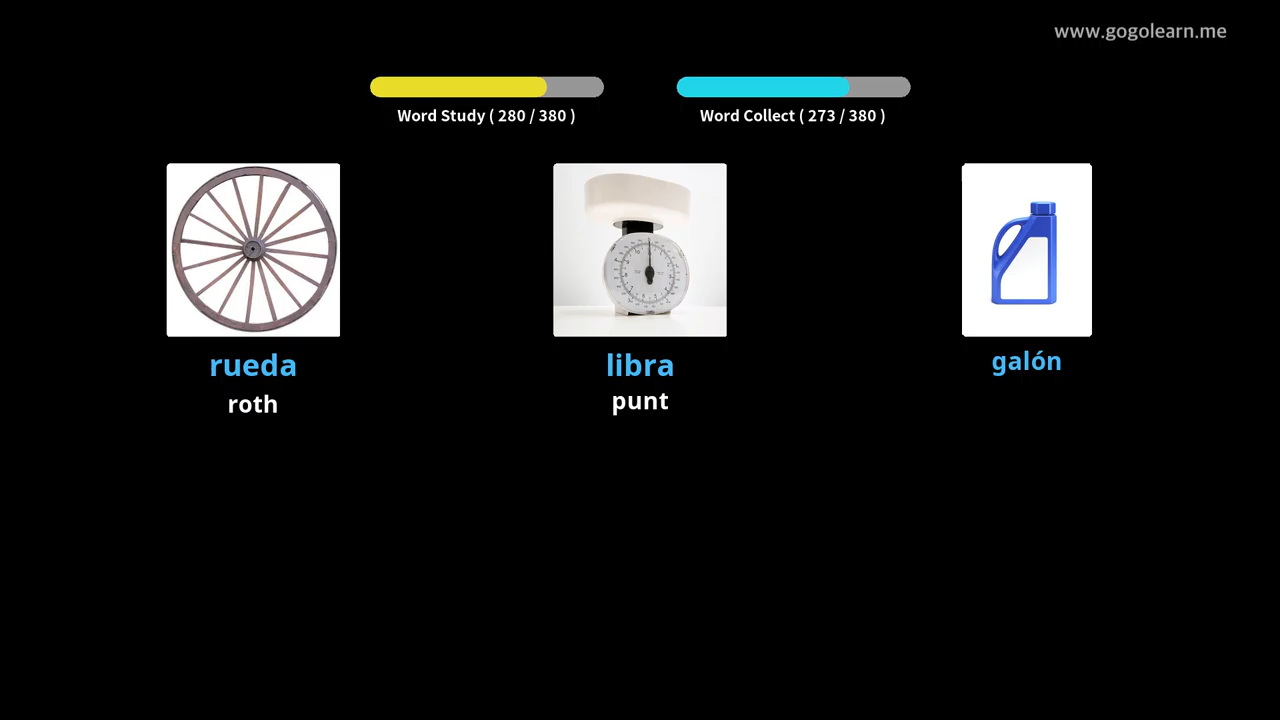 www.gogolearn.me
Word Study ( 280 / 380 )
Word Collect ( 273 / 380 )
rueda
libra
galón
roth
punt